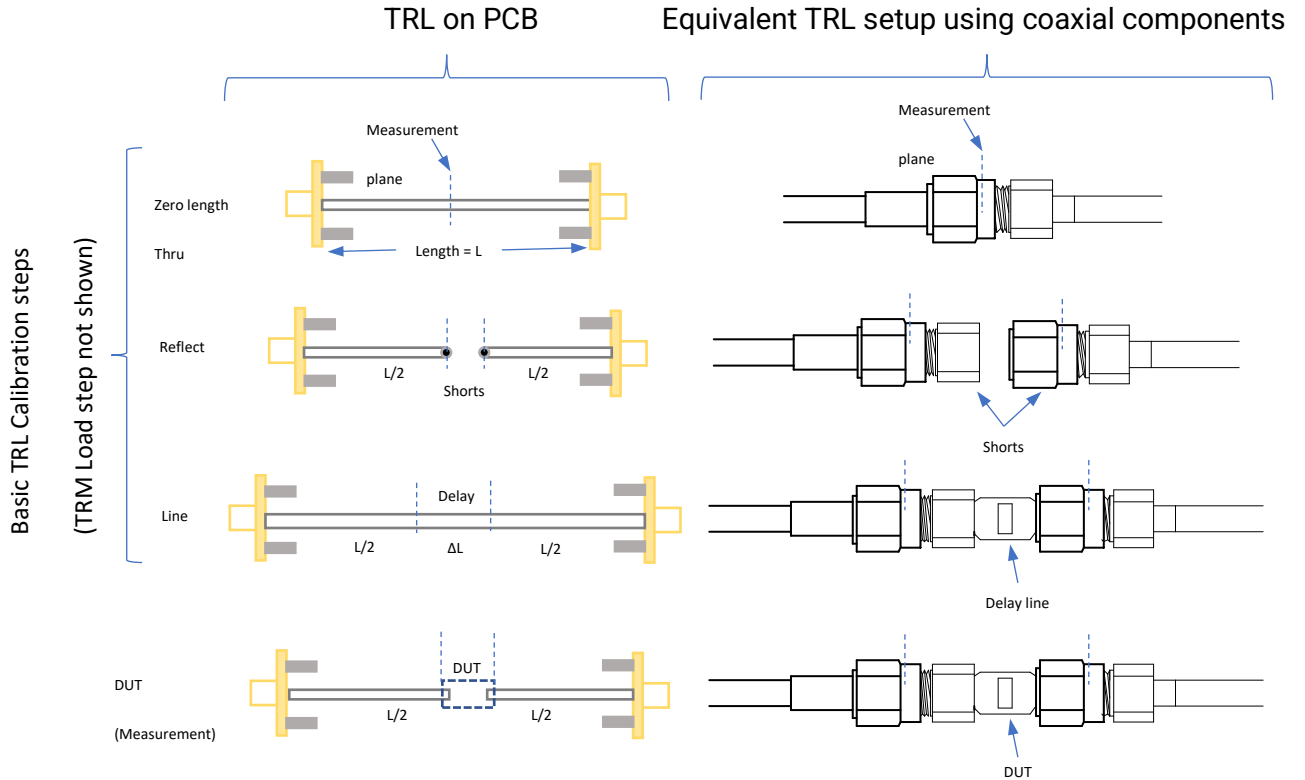 TRL on PCB
Equivalent TRL setup using coaxial components
Basic TRL Calibration steps
(TRM Load step not shown)
Measurement
plane
Zero length
Thru
Length = L
Measurement
plane
Reflect
L/2
L/2
Shorts
Shorts
Line
Delay
L/2
ΔL
L/2
Delay line
DUT
(Measurement)
DUT
L/2
L/2
DUT